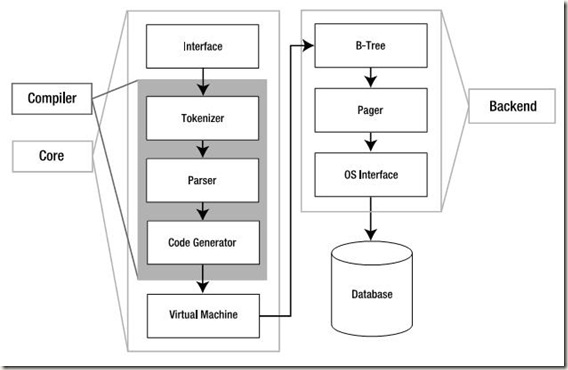 Interface
Compiler
Tokenizer
Core
Parser
Code Generator
Virtual Machine
B-Tree
Pager
Backend
OS Interface
Database